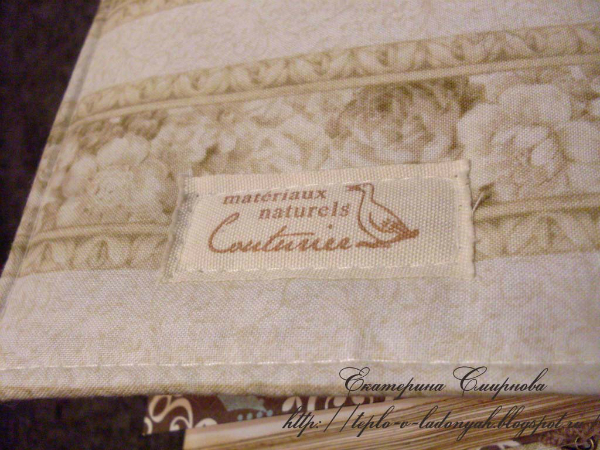 matériaux
naturels
Couturier
Екатерина Смирнова
http://teplo-v-ladonyah.blogspot.ru/